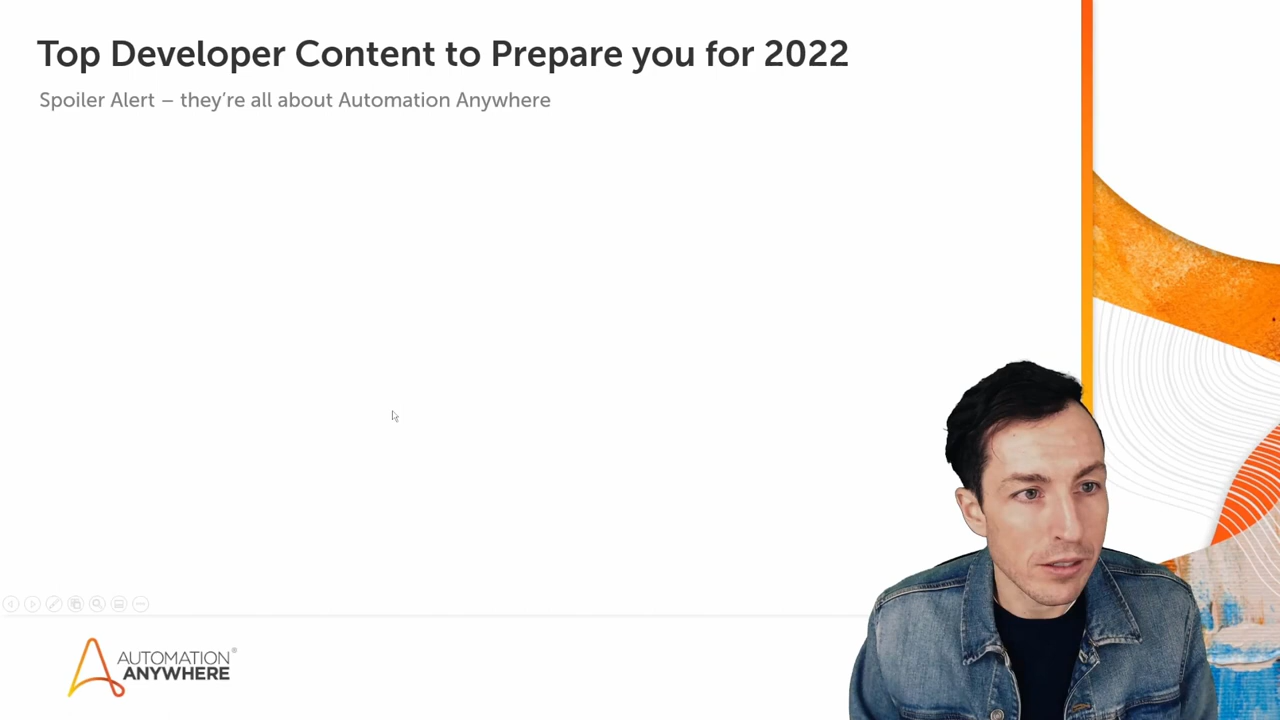 Top Developer Content to Prepare you for 2022
Spoiler Alert – they're all about Automation Anywhere
AUTOMATION®
ANYWHERE